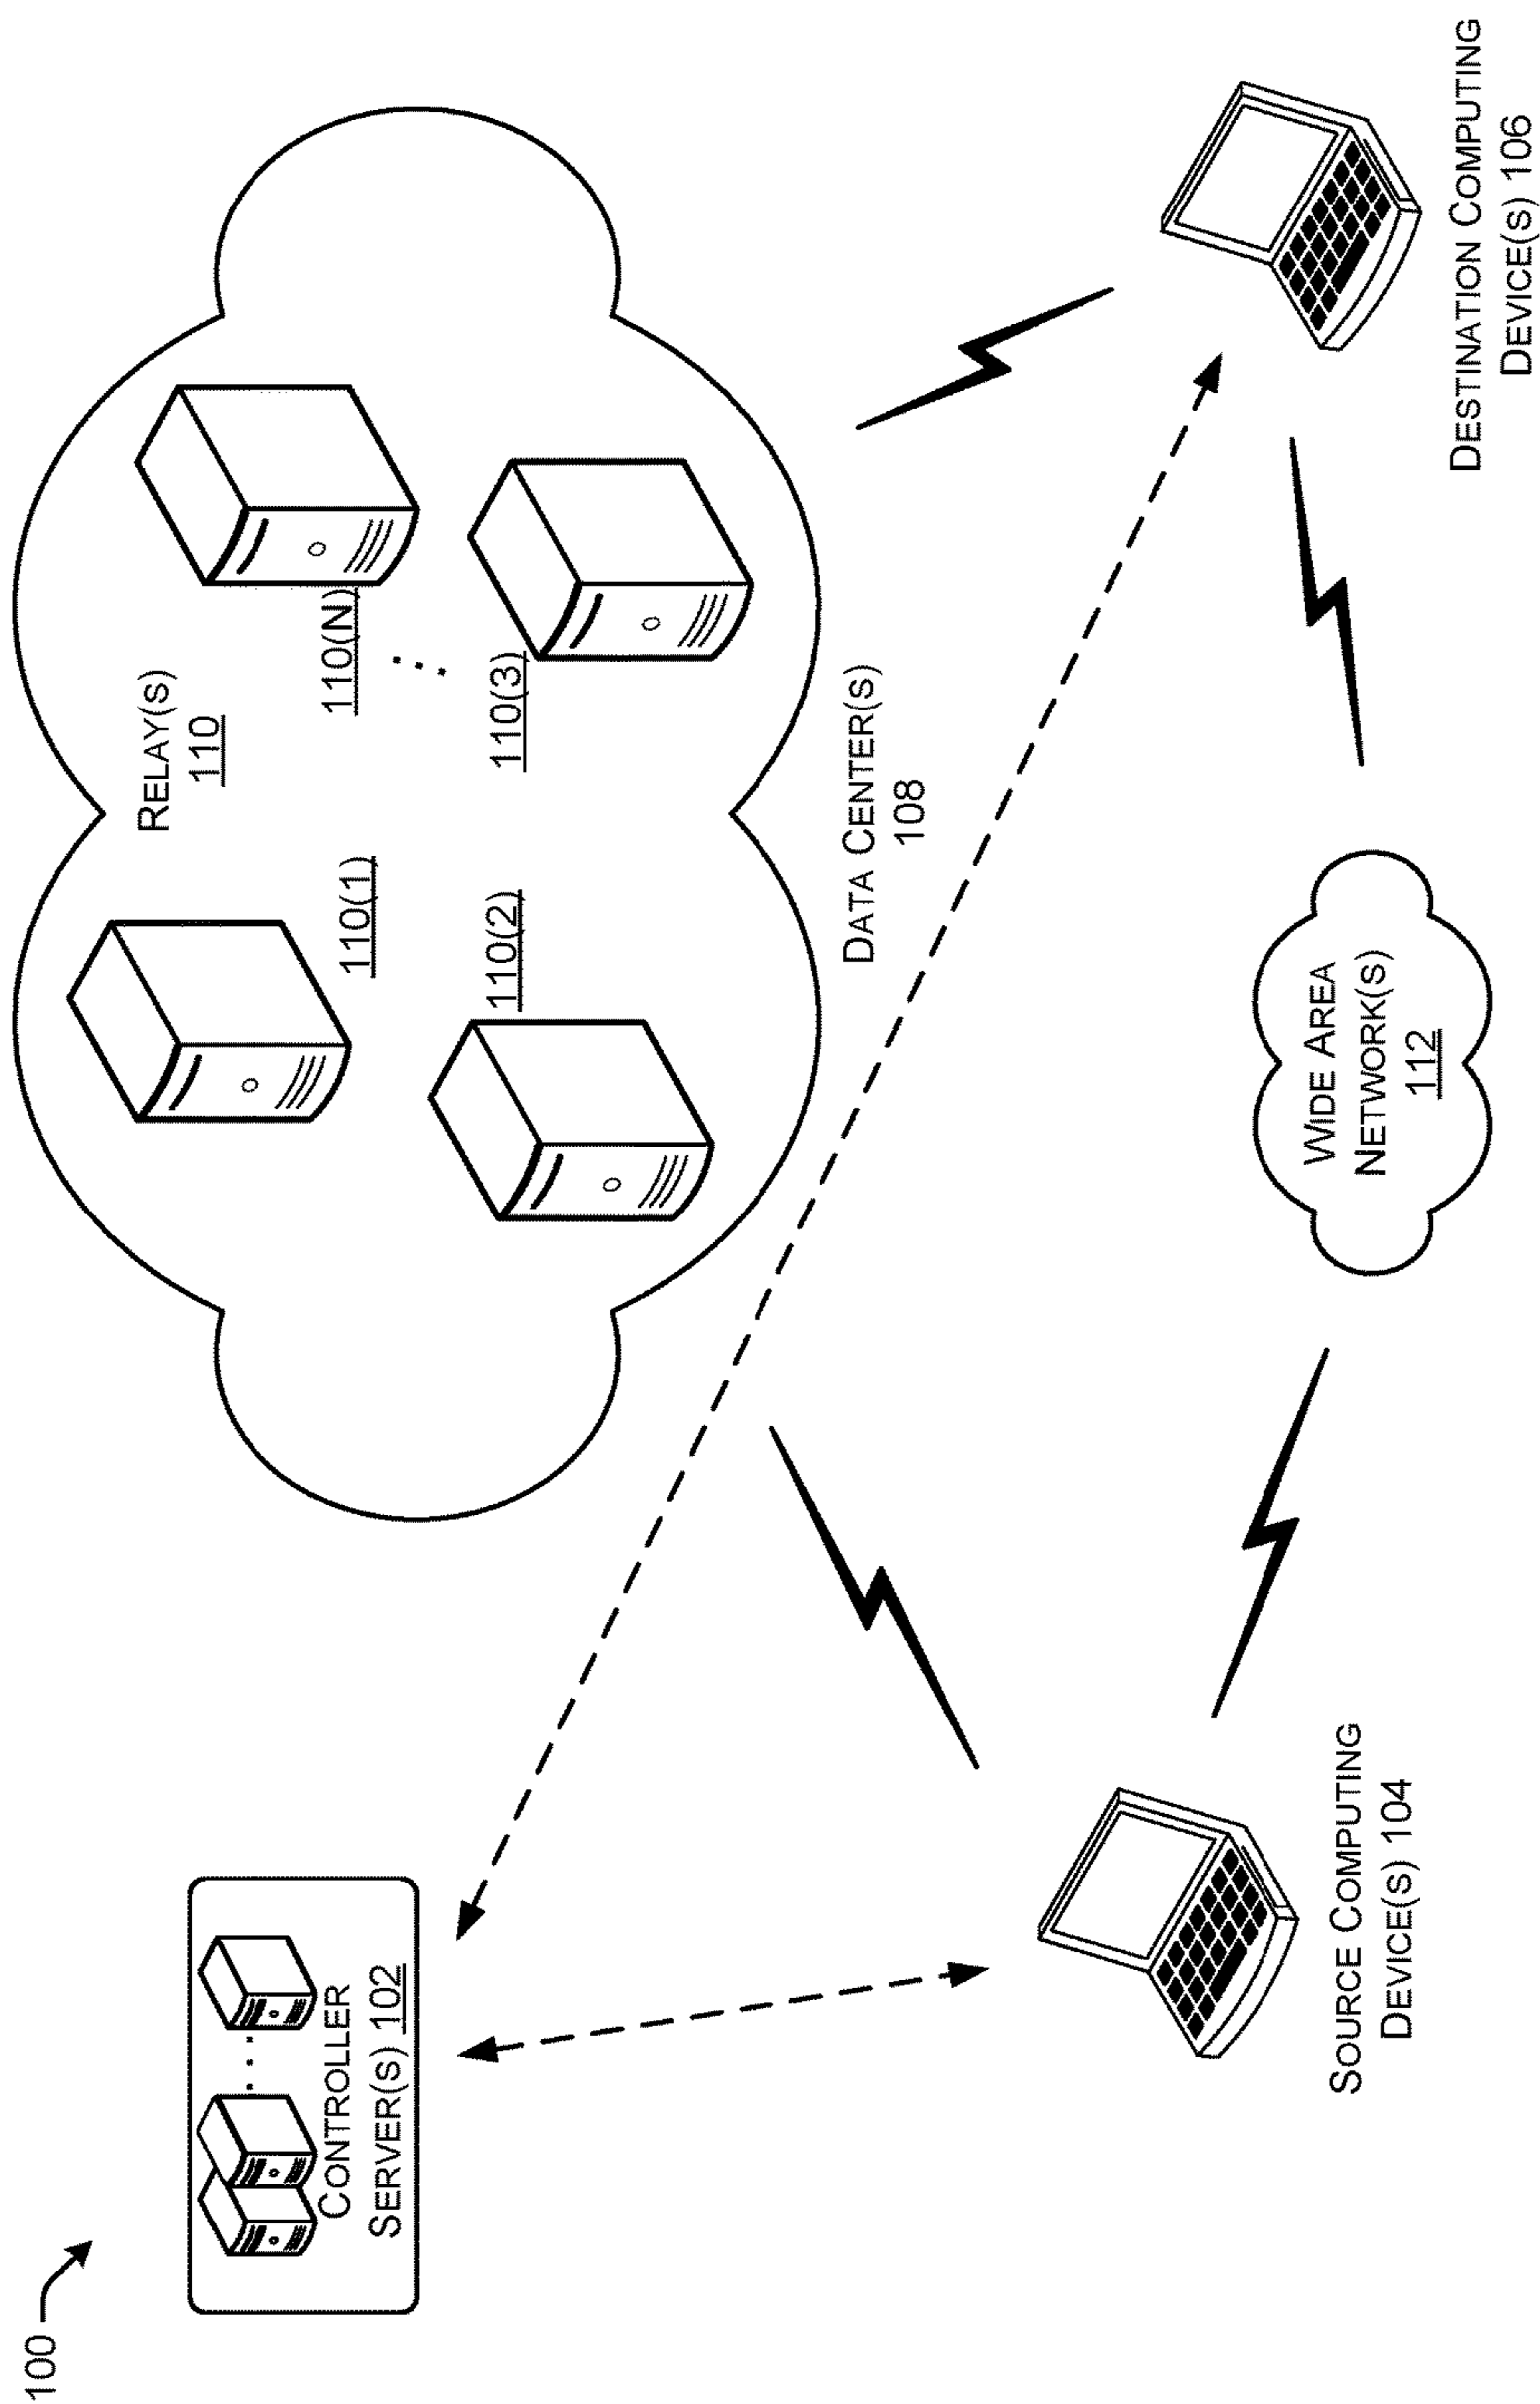 100
CONTROLLER
SERVER(S) 102
RELAY(S)
110
110(1)
110(N)
110(2)
110(3)
DATA CENTER(S)
108
SOURCE COMPUTING
DEVICE(S) 104
WIDE AREA
NETWORK(S)
112
DESTINATION COMPUTING
DEVICE(S) 106